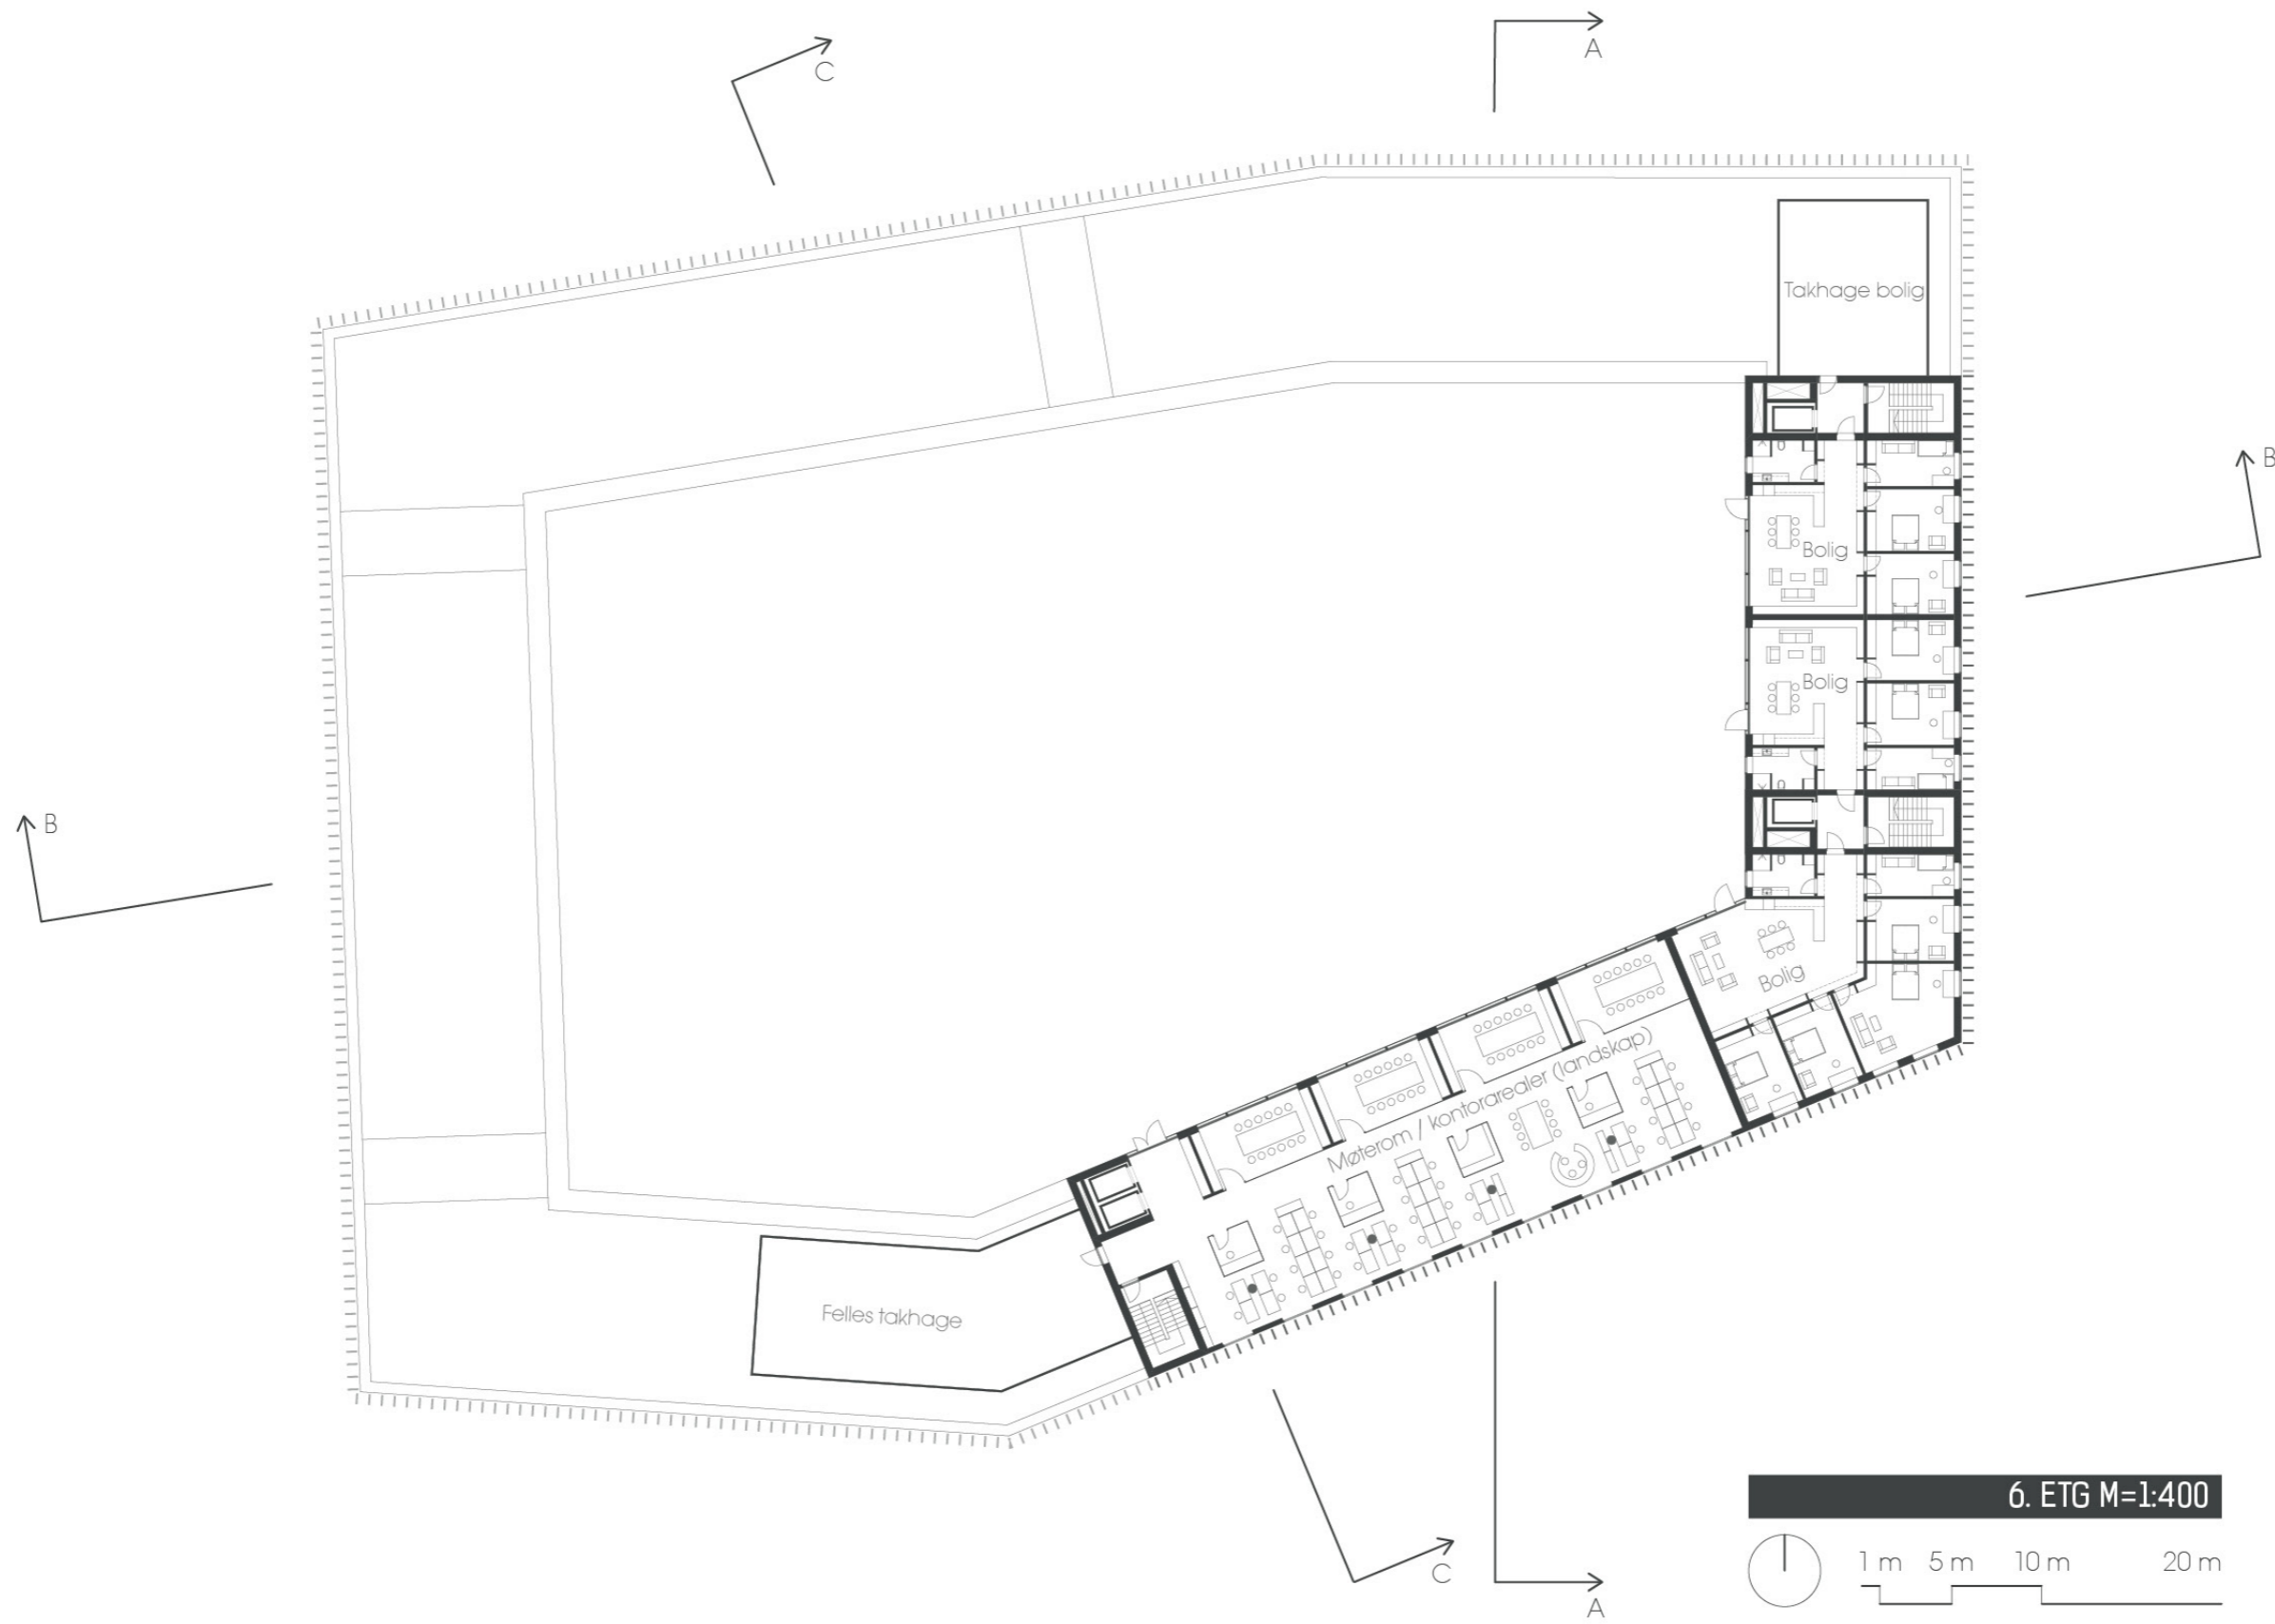 A
C
Takhage bolig
B
Bolig
Bolig
B
Bolig
Møterom / kontorarealer (landskap)
Felles takhage
6. ETG M=1:400
1 m 5 m 10 m 20 m
C
A